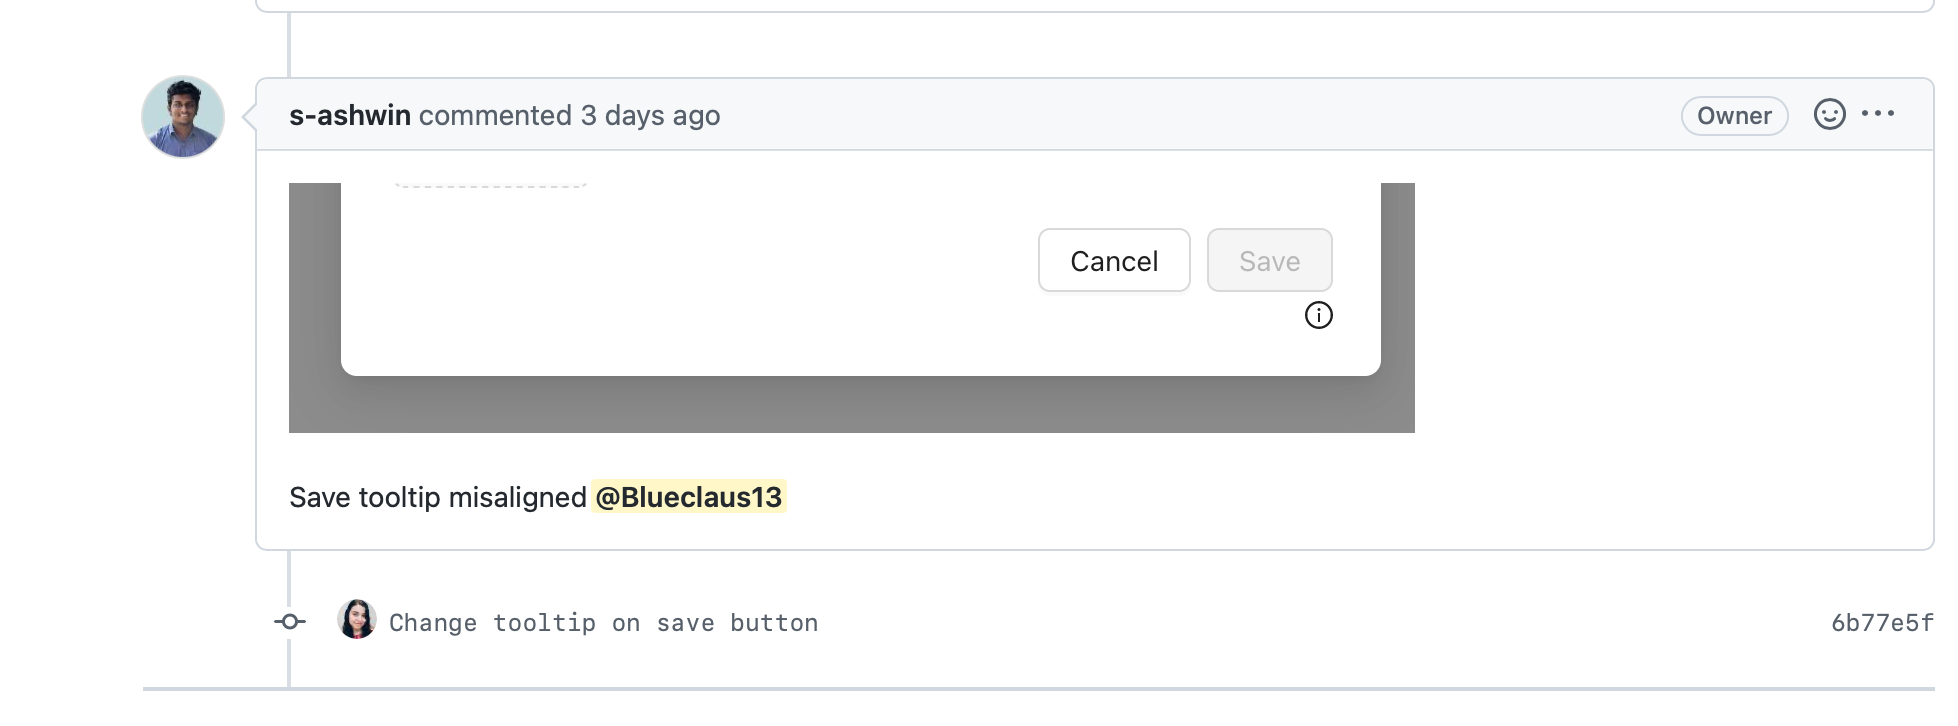 s-ashwin commented 3 days ago Owner
Cancel Save
Save tooltip misaligned @Blueclaus13
Change tooltip on save button 6b77e5f